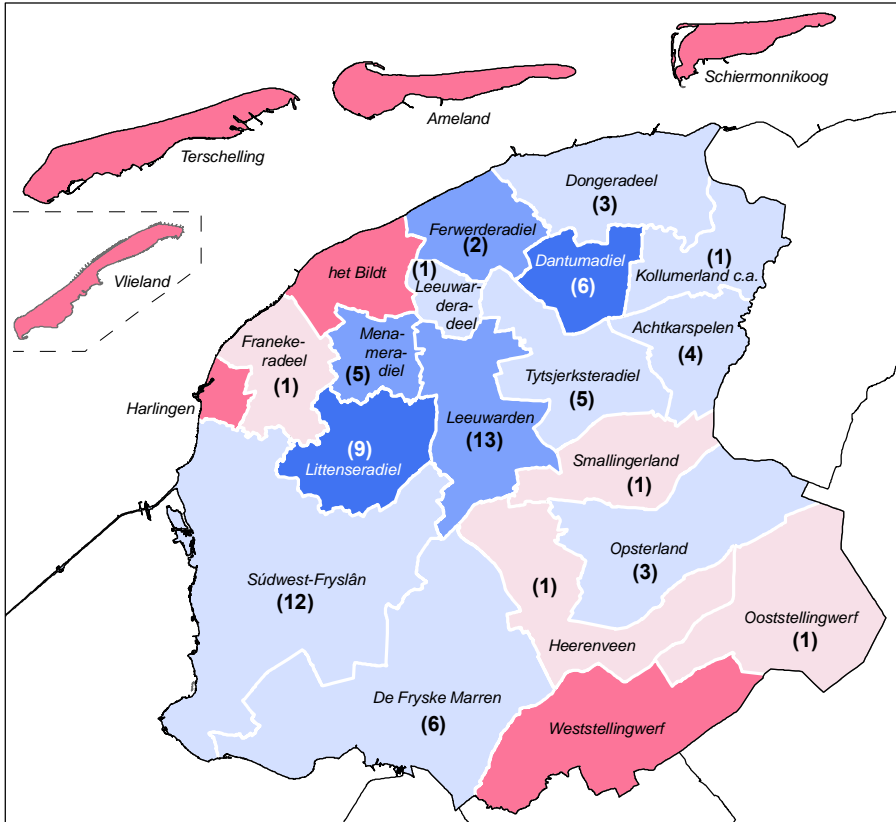 Schiermonnikoog
Ameland
Terschelling
Vlieland
Dongeradeel
(3)
Ferwerderadiel
(2)
Dantumadiel
(6)
(1)
Kollumerland c.a.
het Bildt
(1)
Leeuwar-
dera-
deel
Achtkarspelen
(4)
Franeke-
radeel
(1)
Mena-
mera-
diel
(5)
Tytsjerksteradiel
(5)
Harlingen
Leeuwarden
(13)
(9)
Littenseradiel
Smallingerland
(1)
Opsterland
(3)
Súdwest-Fryslân
(12)
(1)
Heerenveen
Ooststellingwerf
(1)
De Fryske Marren
(6)
Weststellingwerf